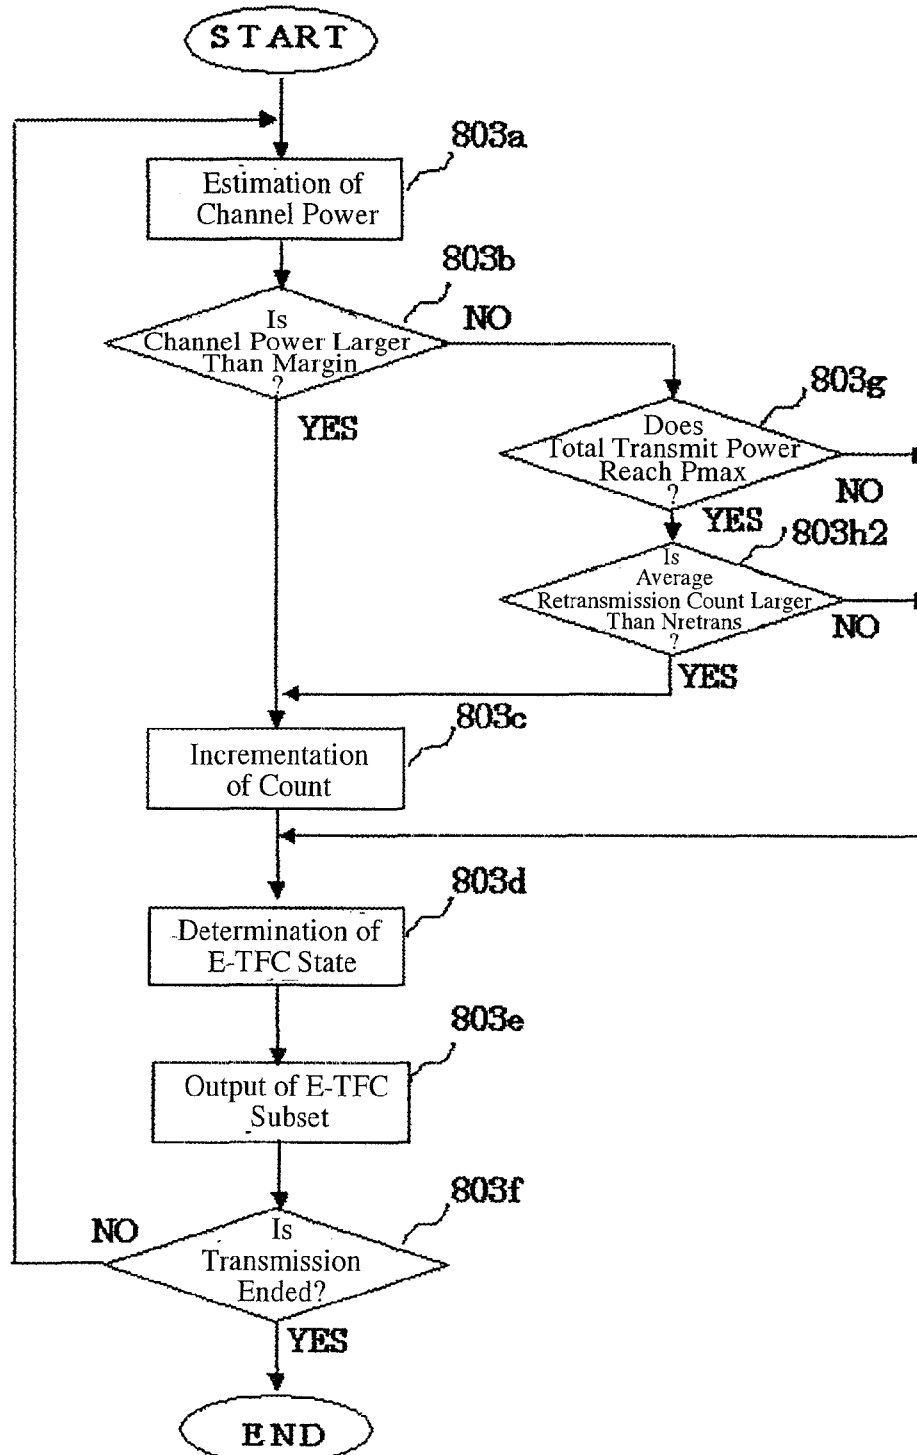 START
803a
Estimation of
Channel Power
803b
Is
Channel Power Larger
Than Margin
?
NO
YES
803g
Does
Total Transmit Power
Reach Pmax
?
NO
YES
803h2
Is
Average
Retransmission Count Larger
Than Nretrans
?
NO
YES
803c
Incrementation
of Count
803d
Determination of
E-TFC State
803e
Output of E-TFC
Subset
803f
Is
Transmission
Ended?
NO
YES
END